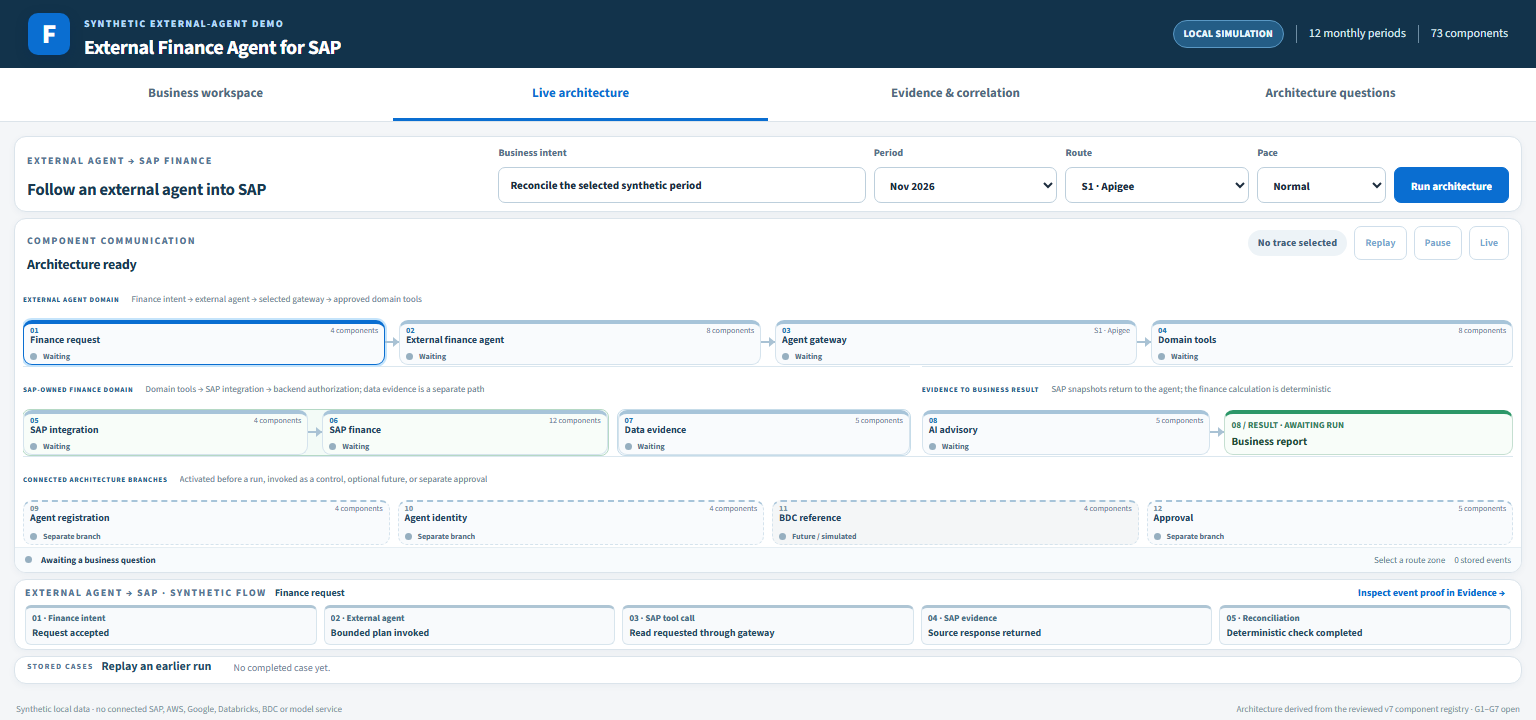 F
SYNTHETIC EXTERNAL-AGENT DEMO
External Finance Agent for SAP
LOCAL SIMULATION
12 monthly periods
73 components
Business workspace
Live architecture
Evidence & correlation
Architecture questions
EXTERNAL AGENT → SAP FINANCE
Follow an external agent into SAP
Business intent
Reconcile the selected synthetic period
Period
Nov 2026
Route
S1 · Apigee
Pace
Normal
Run architecture
COMPONENT COMMUNICATION
Architecture ready
No trace selected
Replay
Pause
Live
EXTERNAL AGENT DOMAIN Finance intent → external agent → selected gateway → approved domain tools
01 4 components
Finance request
Waiting
02 8 components
External finance agent
Waiting
03 S1 · Apigee
Agent gateway
Waiting
04 8 components
Domain tools
Waiting
SAP-OWNED FINANCE DOMAIN Domain tools → SAP integration → backend authorization; data evidence is a separate path
EVIDENCE TO BUSINESS RESULT SAP snapshots return to the agent; the finance calculation is deterministic
05 4 components
SAP integration
Waiting
06 12 components
SAP finance
Waiting
07 5 components
Data evidence
Waiting
08 5 components
AI advisory
Waiting
08 / RESULT · AWAITING RUN
Business report
CONNECTED ARCHITECTURE BRANCHES Activated before a run, invoked as a control, optional future, or separate approval
09 4 components
Agent registration
Separate branch
10 4 components
Agent identity
Separate branch
11 4 components
BDC reference
Future / simulated
12 5 components
Approval
Separate branch
Awaiting a business question
Select a route zone 0 stored events
EXTERNAL AGENT → SAP · SYNTHETIC FLOW Finance request
Inspect event proof in Evidence →
01 · Finance intent
Request accepted
02 · External agent
Bounded plan invoked
03 · SAP tool call
Read requested through gateway
04 · SAP evidence
Source response returned
05 · Reconciliation
Deterministic check completed
STORED CASES Replay an earlier run No completed case yet.
Synthetic local data · no connected SAP, AWS, Google, Databricks, BDC or model service
Architecture derived from the reviewed v7 component registry · G1–G7 open